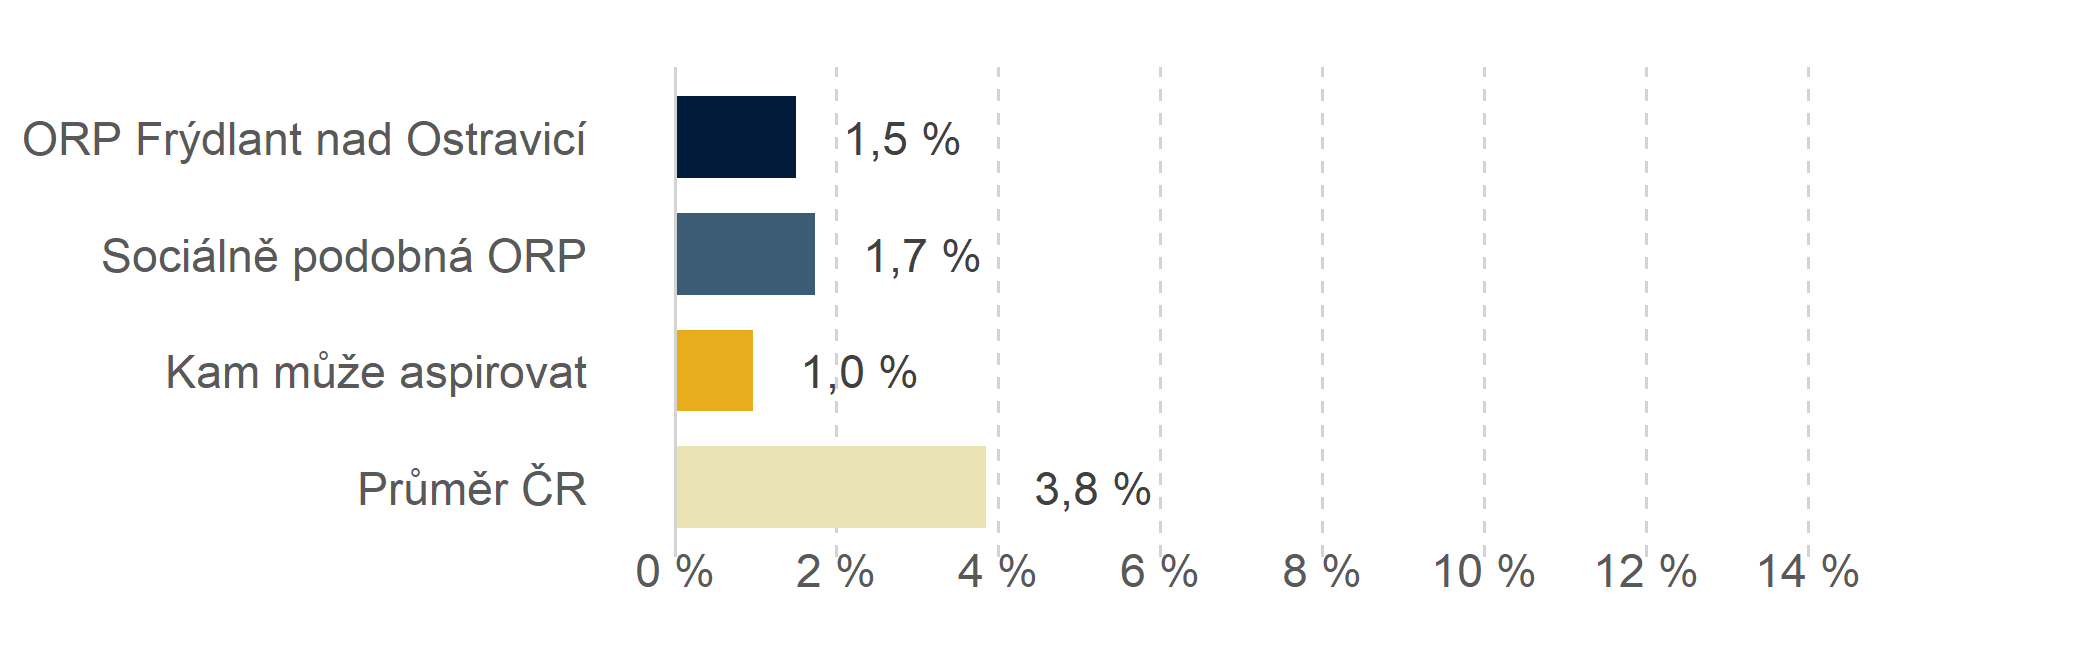 ORP Frýdlant nad Ostravicí
1,5 %
Sociálně podobná ORP
1,7 %
Kam může aspirovat
1,0 %
Průměr ČR
3,8 %
0 % 2 % 4 % 6 % 8 % 10 % 12 % 14 %